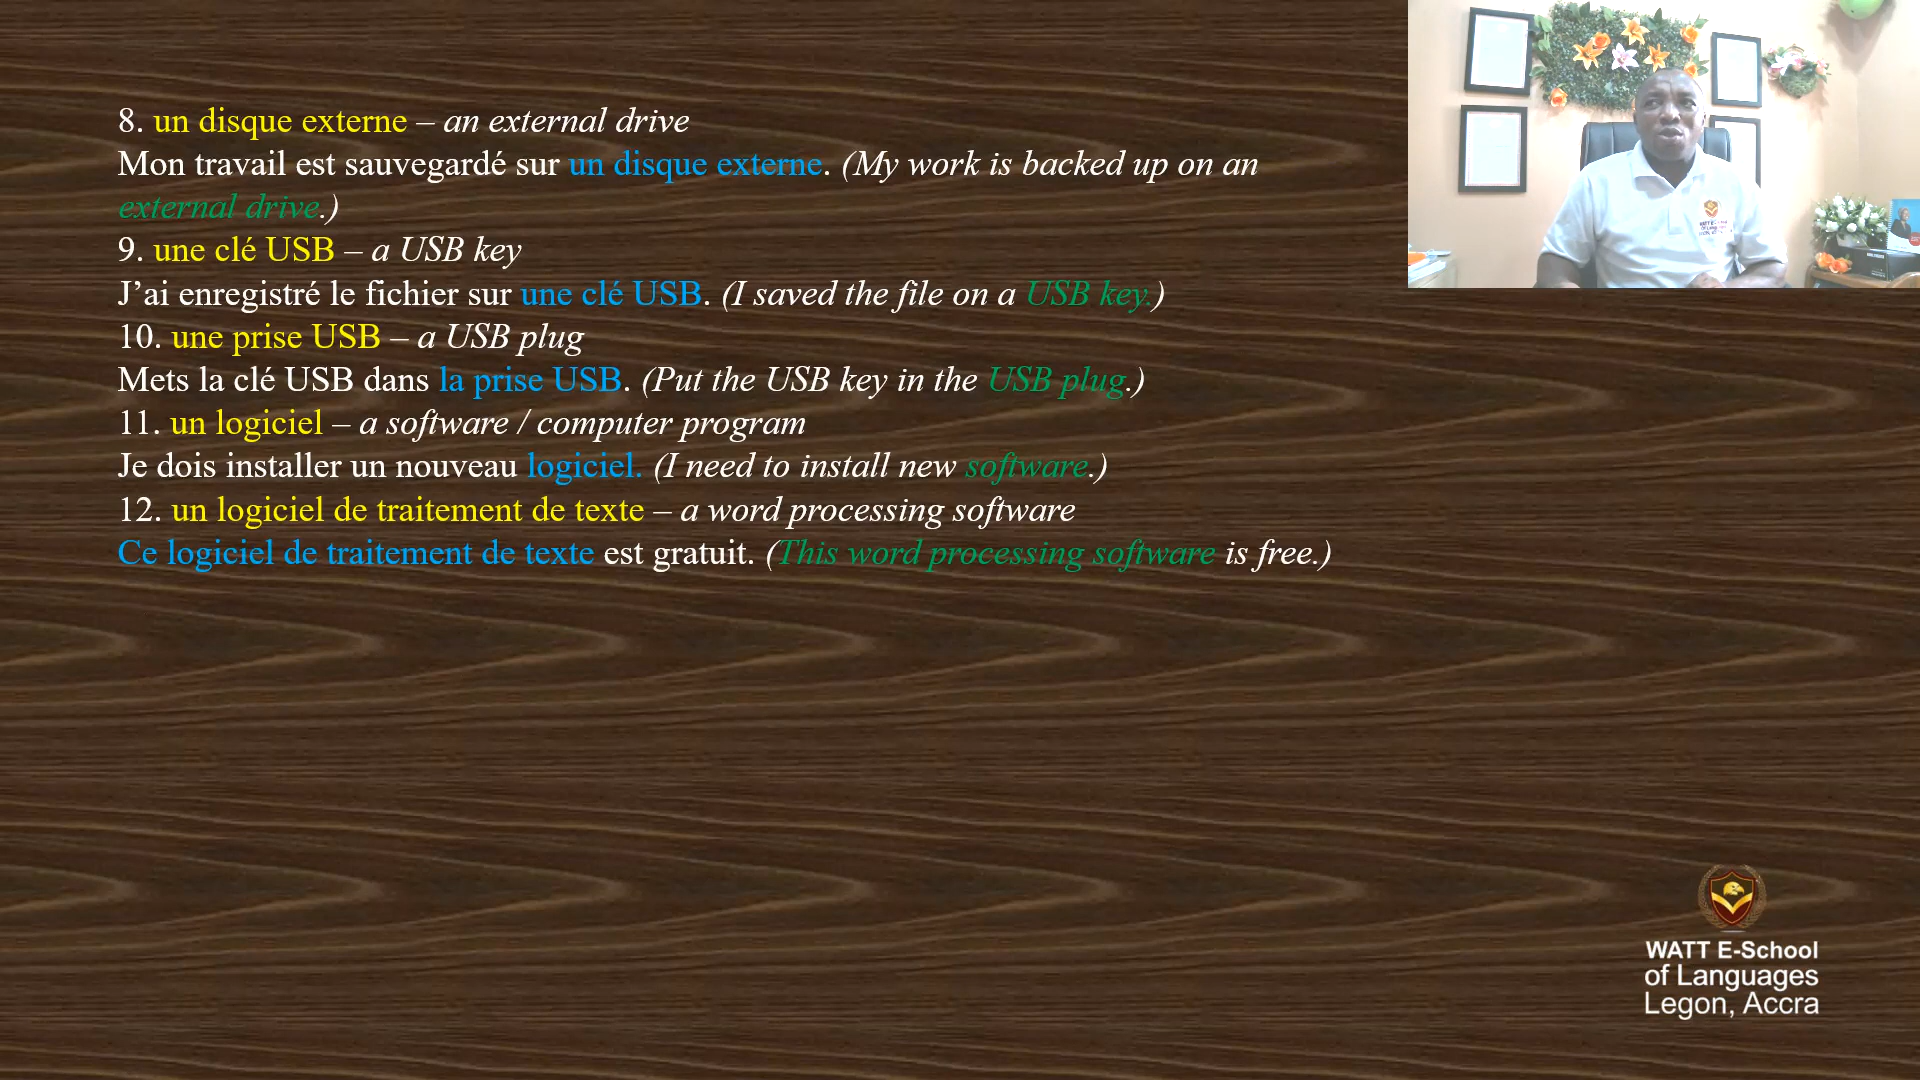 8. un disque externe – an external drive
Mon travail est sauvegardé sur un disque externe. (My work is backed up on an
external drive.)
9. une clé USB – a USB key
J’ai enregistré le fichier sur une clé USB. (I saved the file on a USB key.)
10. une prise USB – a USB plug
Mets la clé USB dans la prise USB. (Put the USB key in the USB plug.)
11. un logiciel – a software / computer program
Je dois installer un nouveau logiciel. (I need to install new software.)
12. un logiciel de traitement de texte – a word processing software
Ce logiciel de traitement de texte est gratuit. (This word processing software is free.)
WATT E-School
of Languages
Legon, Accra